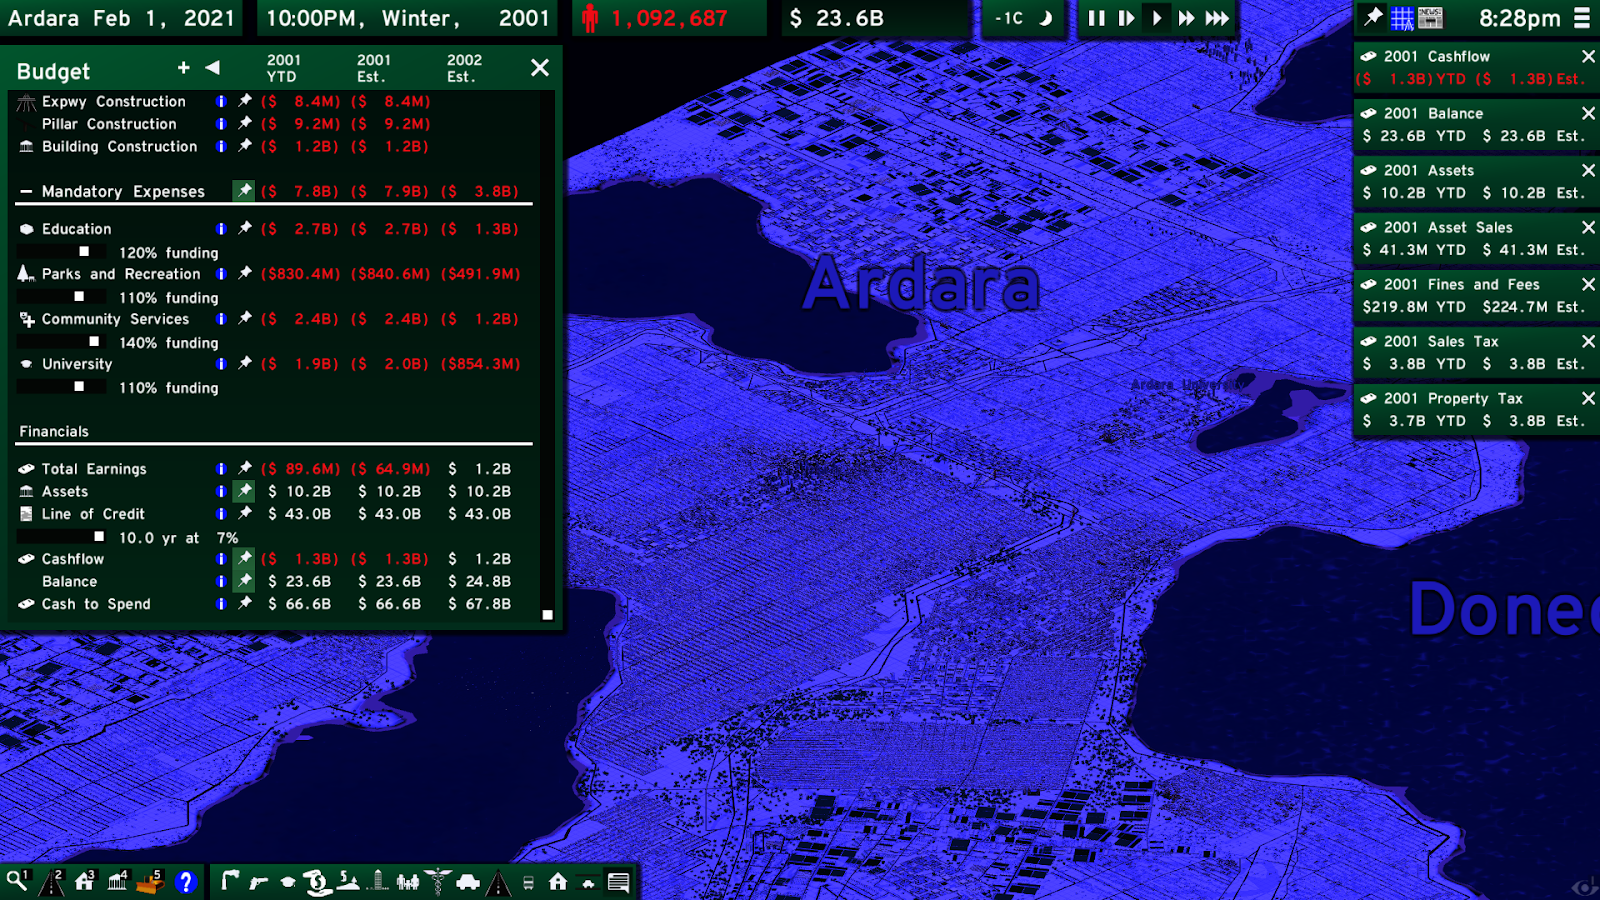 Ardara Feb 1, 2021
10:00PM, Winter, 2001
1,092,687
$ 23.6B
-1C
NEWS
8:28pm
Budget + 2001 YTD 2001 Est. 2002 Est.
Expwy Construction ($ 8.4M) ($ 8.4M)
Pillar Construction ($ 9.2M) ($ 9.2M)
Building Construction ($ 1.2B) ($ 1.2B)
Mandatory Expenses ($ 7.8B) ($ 7.9B) ($ 3.8B)
Education ($ 2.7B) ($ 2.7B) ($ 1.3B)
120% funding
Parks and Recreation ($830.4M) ($840.6M) ($491.9M)
110% funding
Community Services ($ 2.4B) ($ 2.4B) ($ 1.2B)
140% funding
University ($ 1.9B) ($ 2.0B) ($854.3M)
110% funding
Financials
Total Earnings ($ 89.6M) ($ 64.9M) $ 1.2B
Assets $ 10.2B $ 10.2B $ 10.2B
Line of Credit $ 43.0B $ 43.0B $ 43.0B
10.0 yr at 7%
Cashflow ($ 1.3B) ($ 1.3B) $ 1.2B
Balance $ 23.6B $ 23.6B $ 24.8B
Cash to Spend $ 66.6B $ 66.6B $ 67.8B
2001 Cashflow
($ 1.3B) YTD ($ 1.3B) Est.
2001 Balance
$ 23.6B YTD $ 23.6B Est.
2001 Assets
$ 10.2B YTD $ 10.2B Est.
2001 Asset Sales
$ 41.3M YTD $ 41.3M Est.
2001 Fines and Fees
$219.8M YTD $224.7M Est.
2001 Sales Tax
$ 3.8B YTD $ 3.8B Est.
2001 Property Tax
$ 3.7B YTD $ 3.8B Est.
Ardara
Ardara University
Doneg
1 2 3 4 5 ?